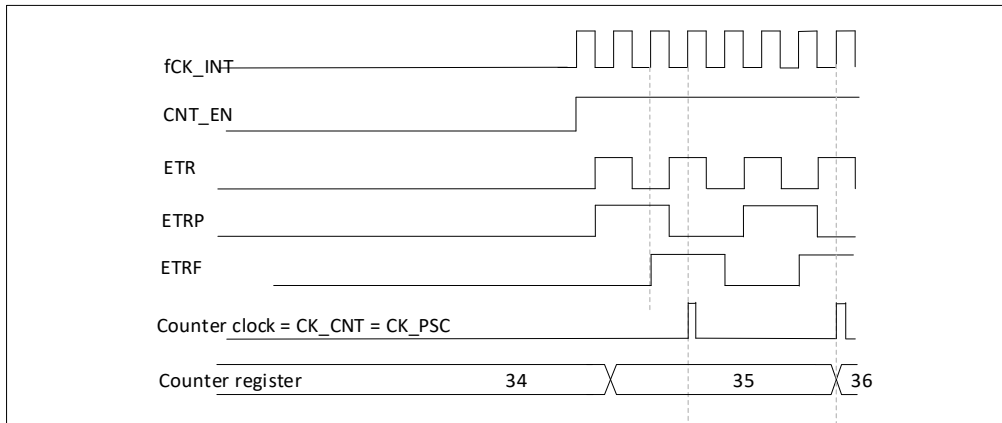 fCK_INT
CNT_EN
ETR
ETRP
ETRF
Counter clock = CK_CNT = CK_PSC
Counter register 34 35 36